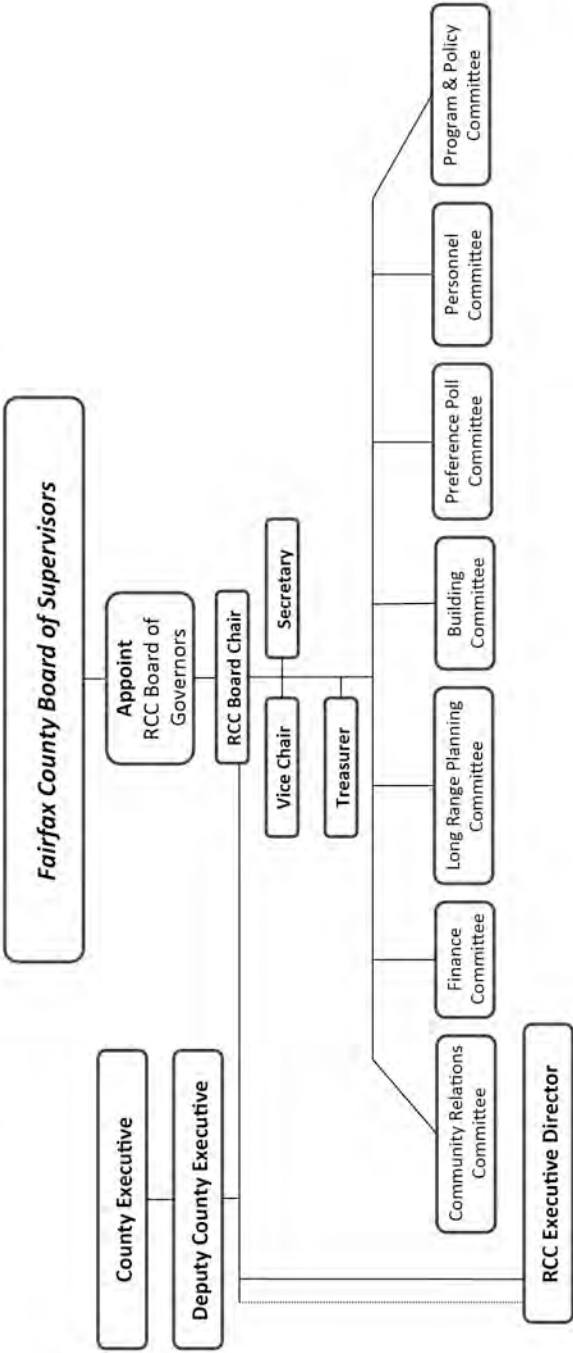 Fairfax County Board of Supervisors
Appoint
RCC Board of
Governors
County Executive
Deputy County Executive
RCC Board Chair
Vice Chair
Secretary
Treasurer
Community Relations
Committee
Finance
Committee
Long Range Planning
Committee
Building
Committee
Preference Poll
Committee
Personnel
Committee
Program & Policy
Committee
RCC Executive Director